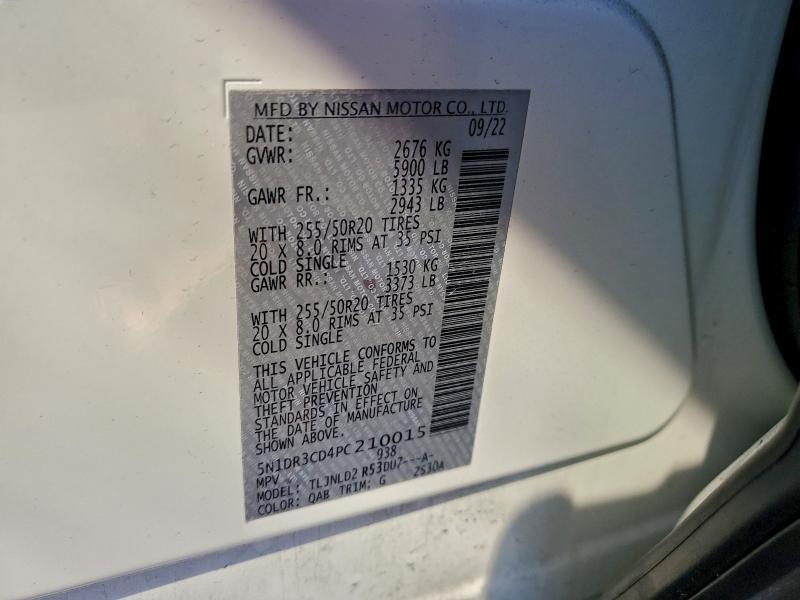 MFD BY NISSAN MOTOR CO., LTD.
DATE: 09/22
GVWR: 2676 KG
5900 LB
GAWR FR.: 1335 KG
2943 LB
WITH 255/50R20 TIRES
20 X 8.0 RIMS AT 35 PSI
COLD SINGLE
GAWR RR.: 1530 KG
3373 LB
WITH 255/50R20 TIRES
20 X 8.0 RIMS AT 35 PSI
COLD SINGLE
THIS VEHICLE CONFORMS TO
ALL APPLICABLE FEDERAL
MOTOR VEHICLE SAFETY AND
THEFT PREVENTION
STANDARDS IN EFFECT ON
THE DATE OF MANUFACTURE
SHOWN ABOVE.
5N1DR3CD4PC210015
MPV 938
MODEL: TLJNLD2 R53DU7---A-
COLOR: QAB TRIM: G 2S30A